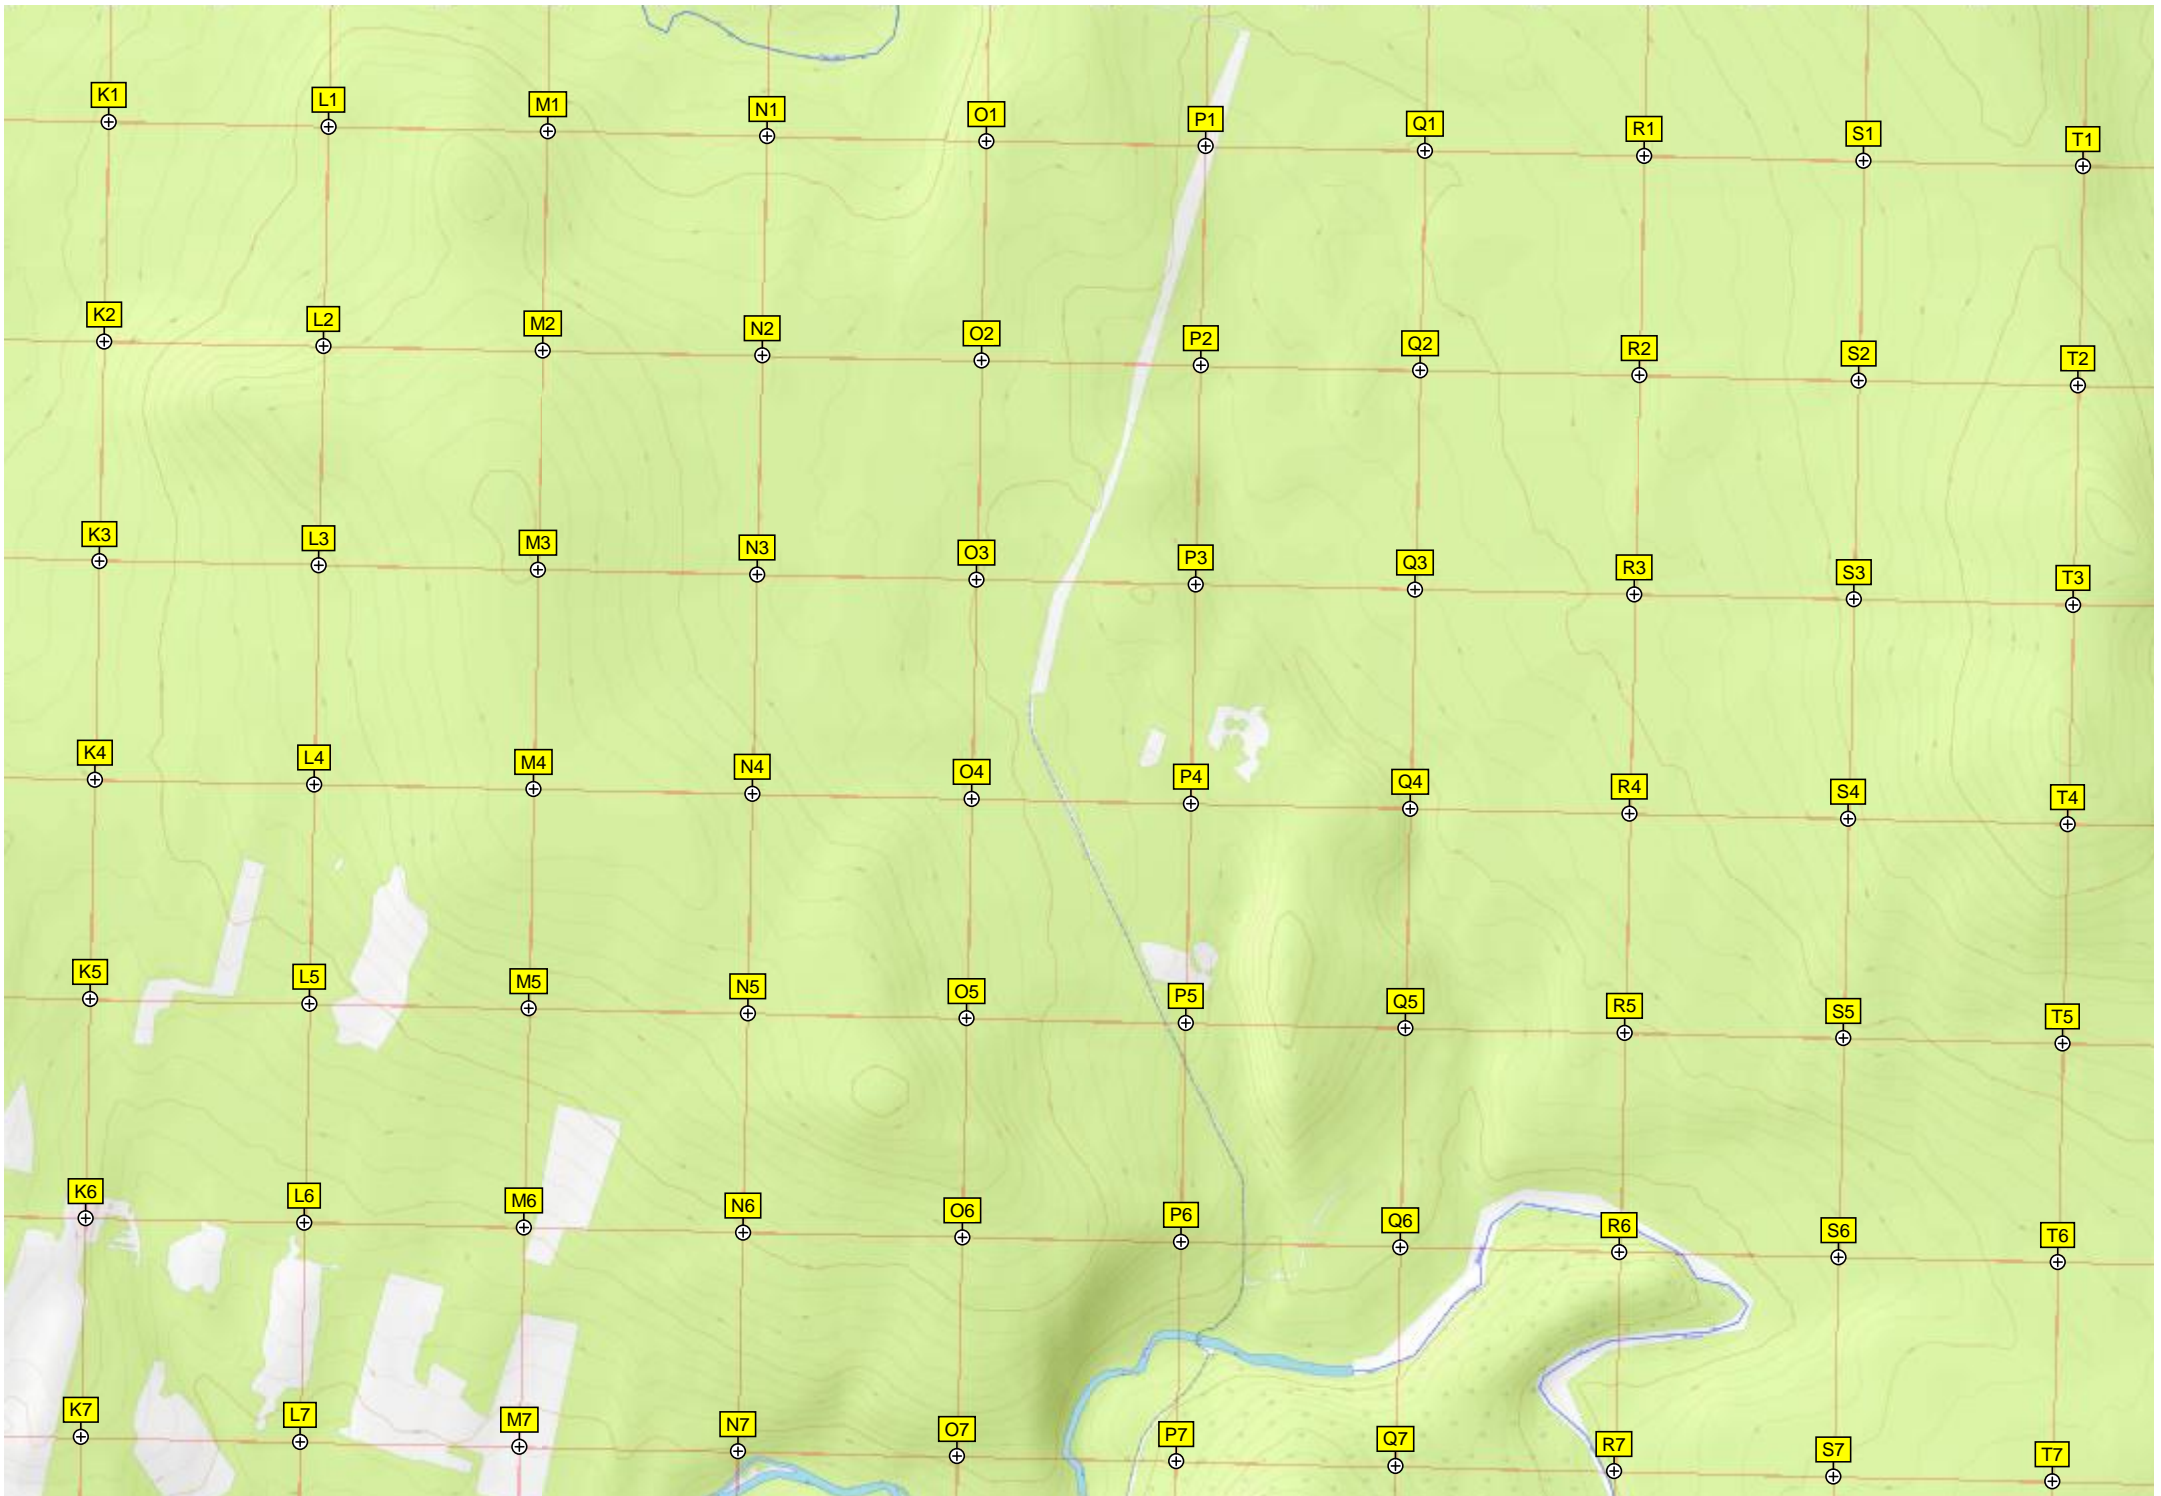 K1 L1 M1 N1 O1 P1 Q1 R1 S1 T1
K2 L2 M2 N2 O2 P2 Q2 R2 S2 T2
K3 L3 M3 N3 O3 P3 Q3 R3 S3 T3
K4 L4 M4 N4 O4 P4 Q4 R4 S4 T4
K5 L5 M5 N5 O5 P5 Q5 R5 S5 T5
K6 L6 M6 N6 O6 P6 Q6 R6 S6 T6
K7 L7 M7 N7 O7 P7 Q7 R7 S7 T7